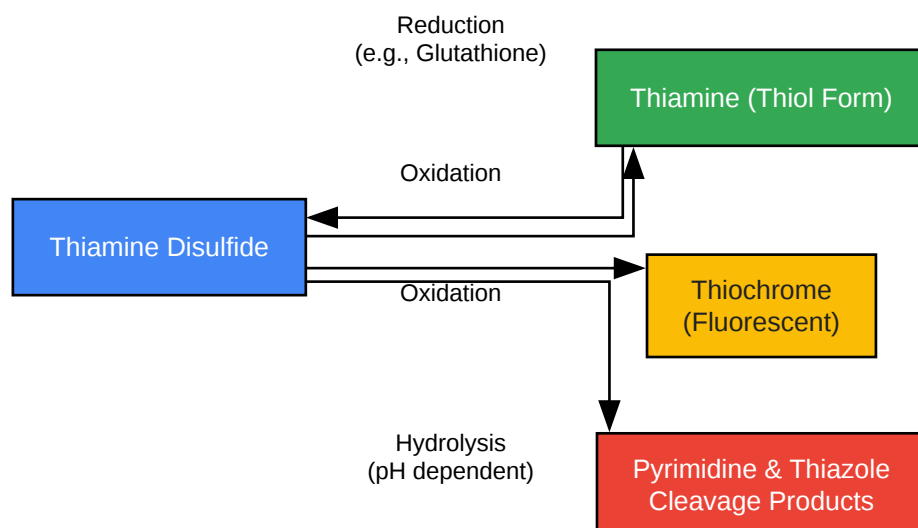 Reduction
(e.g., Glutathione)
Thiamine (Thiol Form)
Oxidation
Thiamine Disulfide
Oxidation
Thiochrome
(Fluorescent)
Hydrolysis
(pH dependent)
Pyrimidine & Thiazole
Cleavage Products